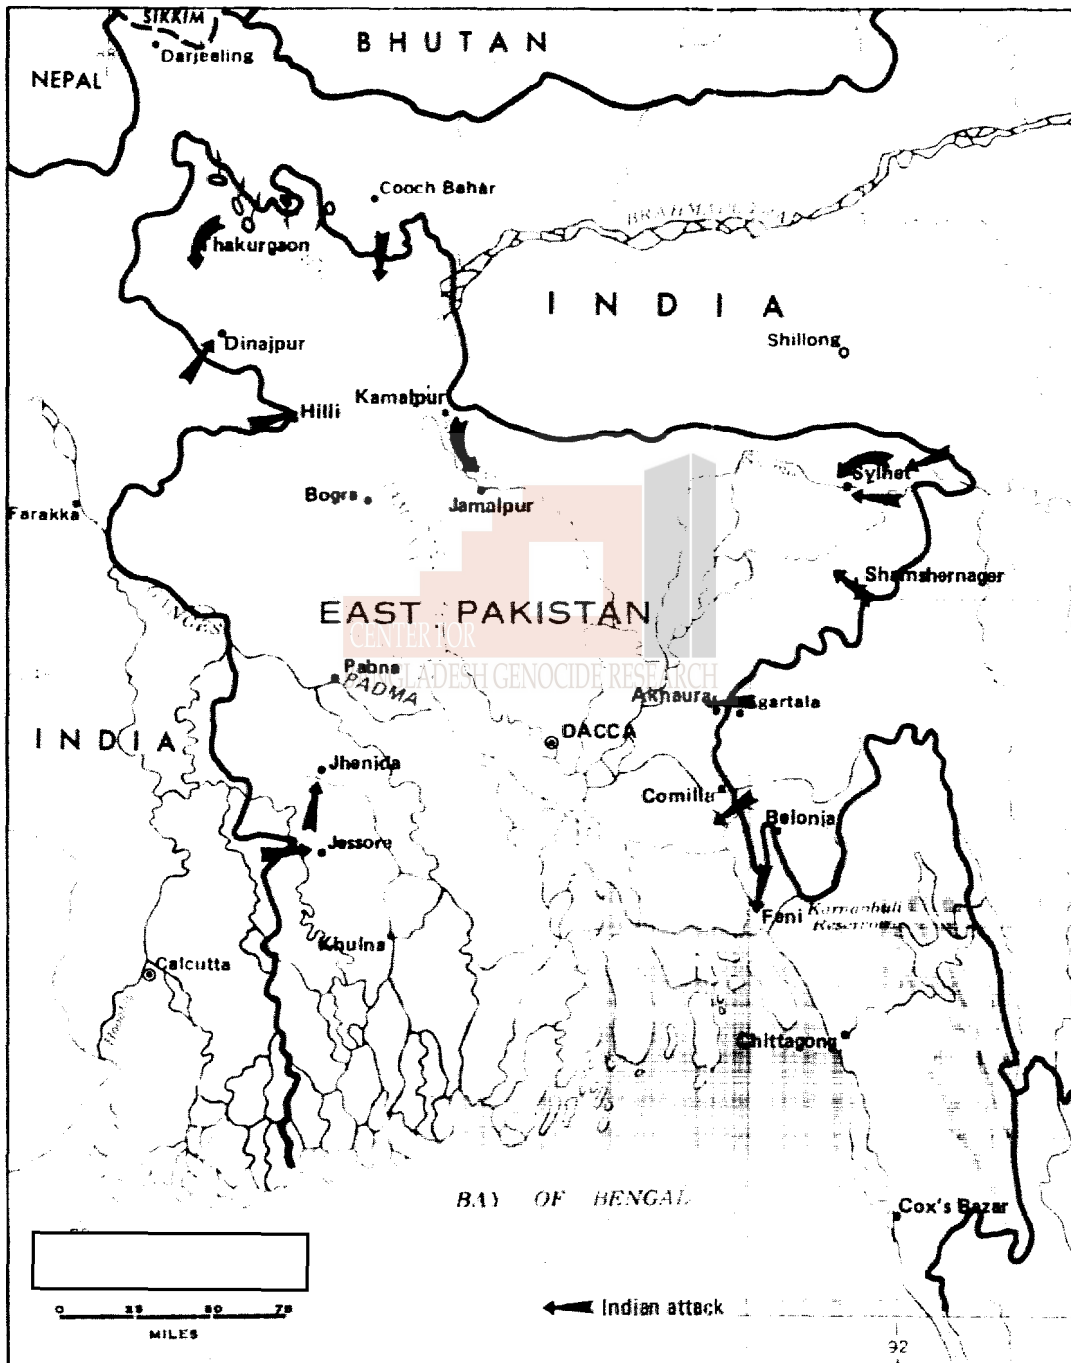 SIKKIM
BHUTAN
Darjeeling
NEPAL
Cooch Bahar
Thakurgaon
INDIA
Shillong
Dinajpur
Kamalpur
Hilli
Sylhet
Bogra
Jamalpur
Farakka
Shamshernager
EAST PAKISTAN
CENTER FOR
GANGES
Pabna
BANGLADESH GENOCIDE RESEARCH
PADMA
Akhaura
Agartala
DACCA
INDIA
Jhenida
Comilla
Belonia
Jessore
Feni
Karnaphuli
Khulna
Calcutta
Chittagong
BAY OF BENGAL
Cox's Bazar
0 25 50 75
MILES
Indian attack
92